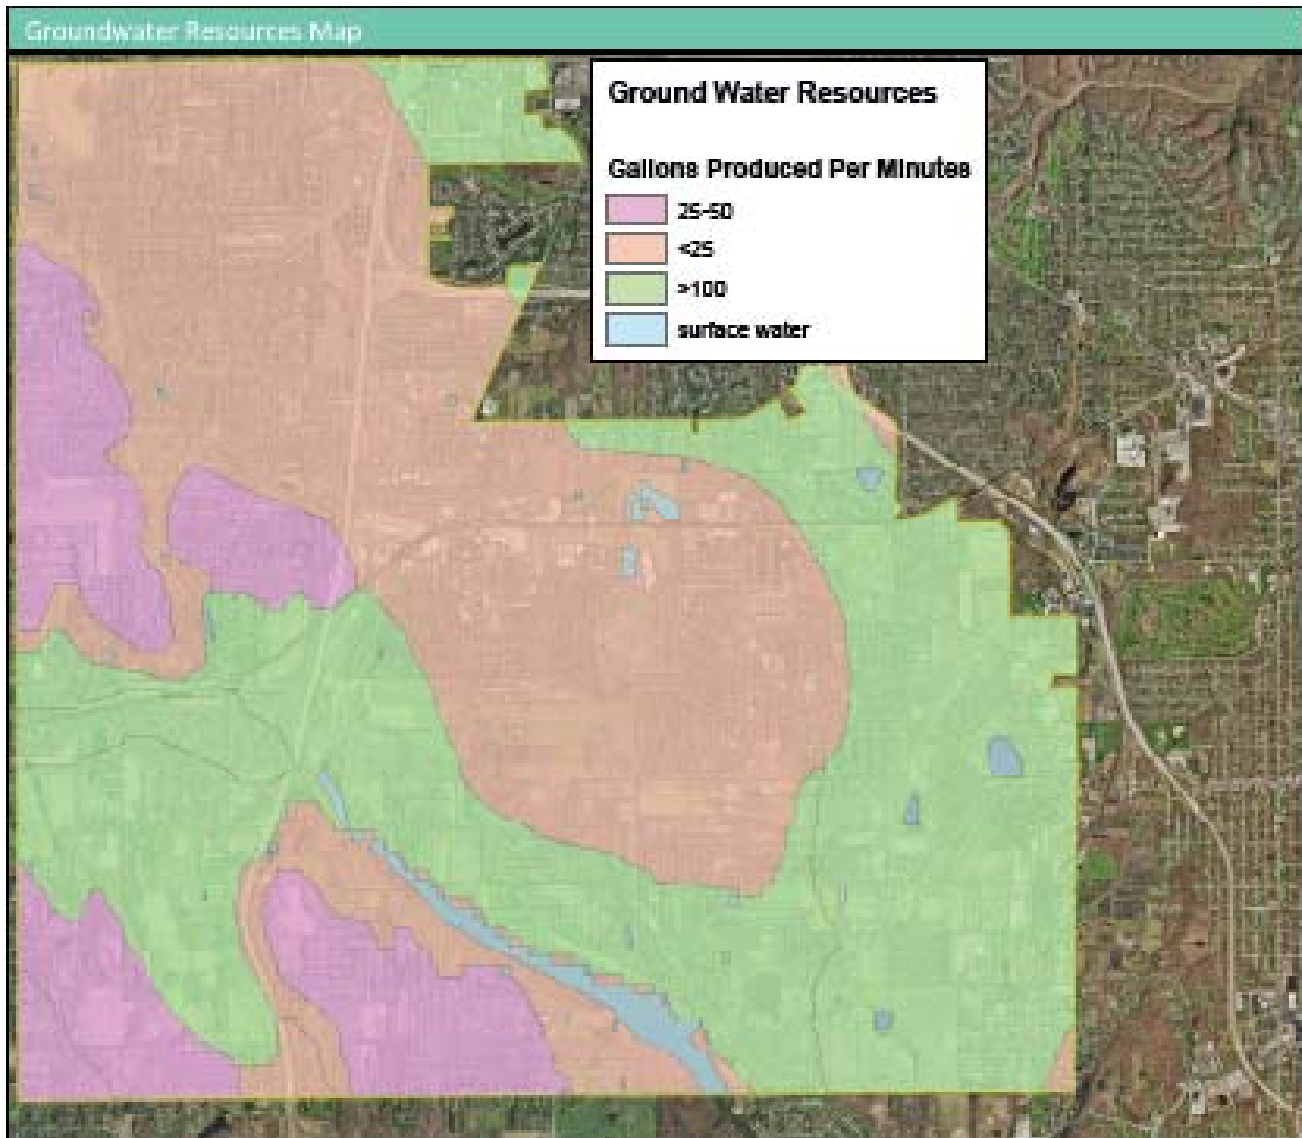 Groundwater Resources Map
Ground Water Resources
Gallons Produced Per Minutes
25-50
<25
>100
surface water